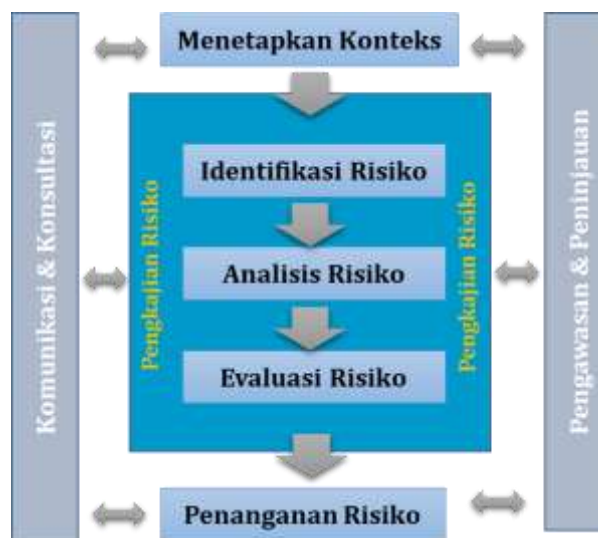 Menetapkan Konteks
Komunikasi & Konsultasi
Pengkajian Risiko
Identifikasi Risiko
Analisis Risiko
Evaluasi Risiko
Pengkajian Risiko
Pengawasan & Peninjauan
Penanganan Risiko